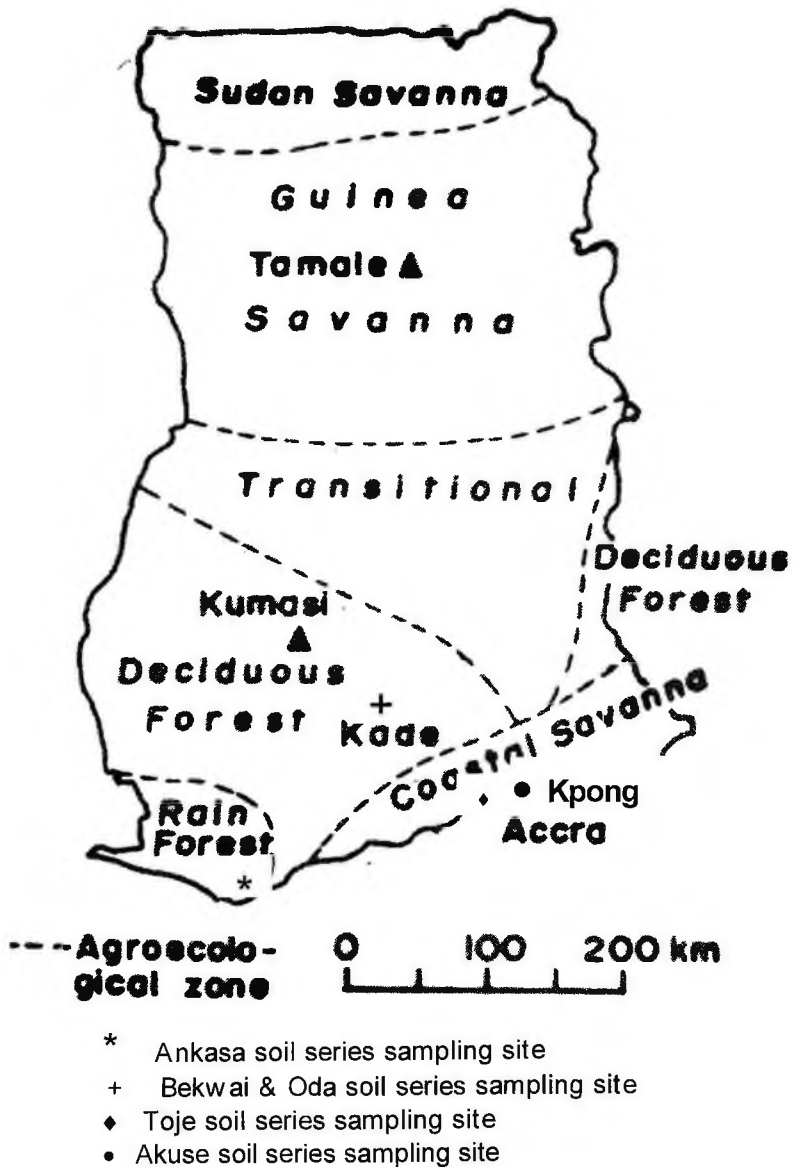 Sudan Savanna
Guinea
Tamale ▲
Savanna
Transitional
Deciduous
Forest
Kumasi
▲
Deciduous
Forest
+
Kade
Coastal Savanna
Rain
Forest
♦ ● Kpong
Accra
*
---- Agroecolo-
gical zone
0 100 200 km
* Ankasa soil series sampling site
+ Bekwai & Oda soil series sampling site
♦ Toje soil series sampling site
• Akuse soil series sampling site